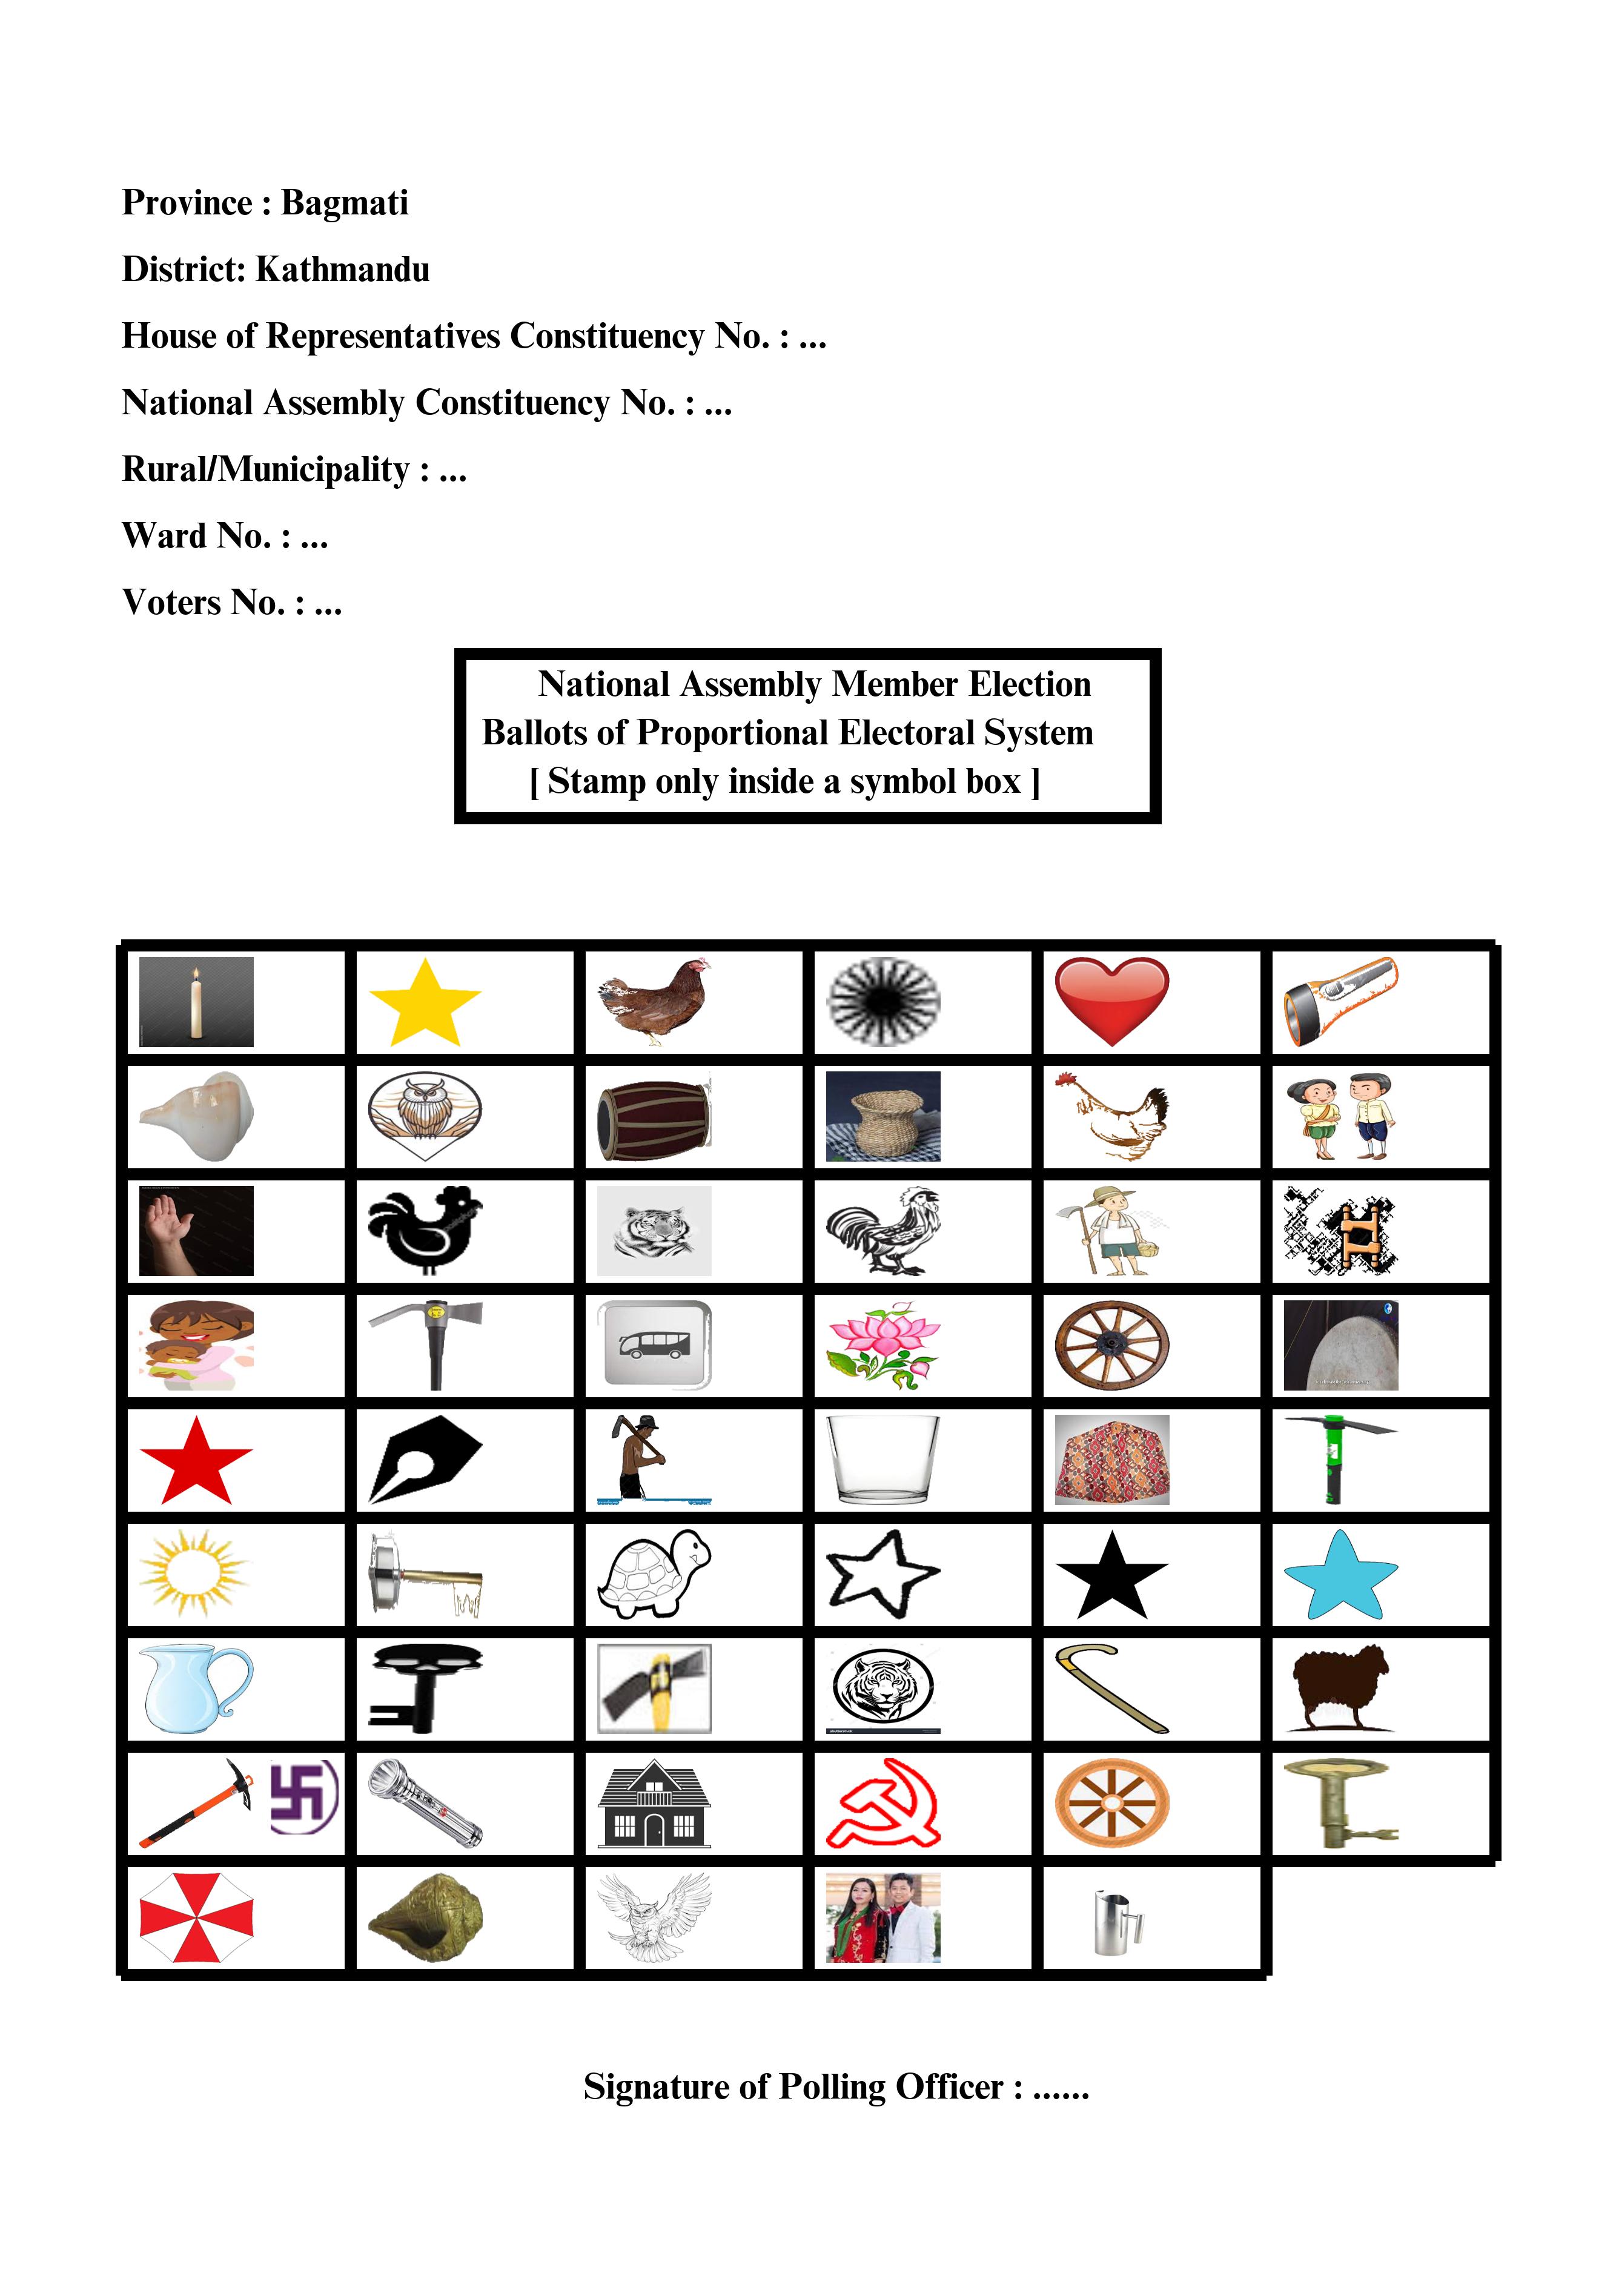 Province : Bagmati
District: Kathmandu
House of Representatives Constituency No. : ...
National Assembly Constituency No. : ...
Rural/Municipality : ...
Ward No. : ...
Voters No. : ...
National Assembly Member Election
Ballots of Proportional Electoral System
[ Stamp only inside a symbol box ]
Signature of Polling Officer : ......